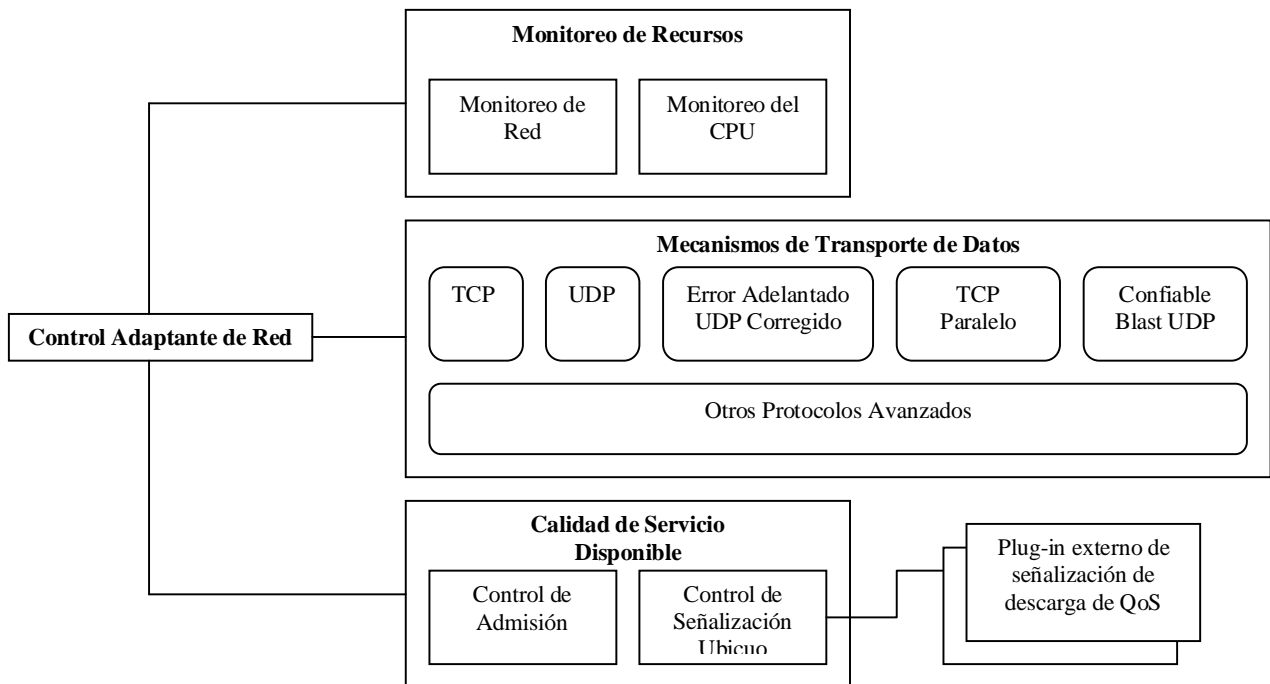 Monitoreo de Recursos
Monitoreo de
Red
Monitoreo del
CPU
Mecanismos de Transporte de Datos
TCP
UDP
Error Adelantado
UDP Corregido
TCP
Paralelo
Confiable
Blast UDP
Control Adaptante de Red
Otros Protocolos Avanzados
Calidad de Servicio
Disponible
Control de
Admisión
Control de
Señalización
Ubicuo
Plug-in externo de
señalización de
descarga de QoS